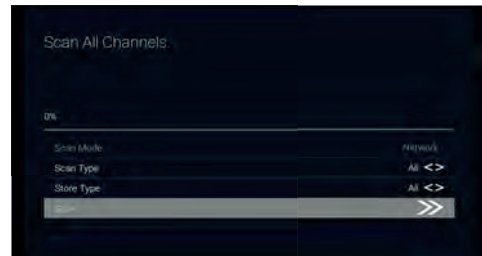 Scan All Channels
0%
Scan Mode Network
Scan Type All <>
Store Type All <>
>>